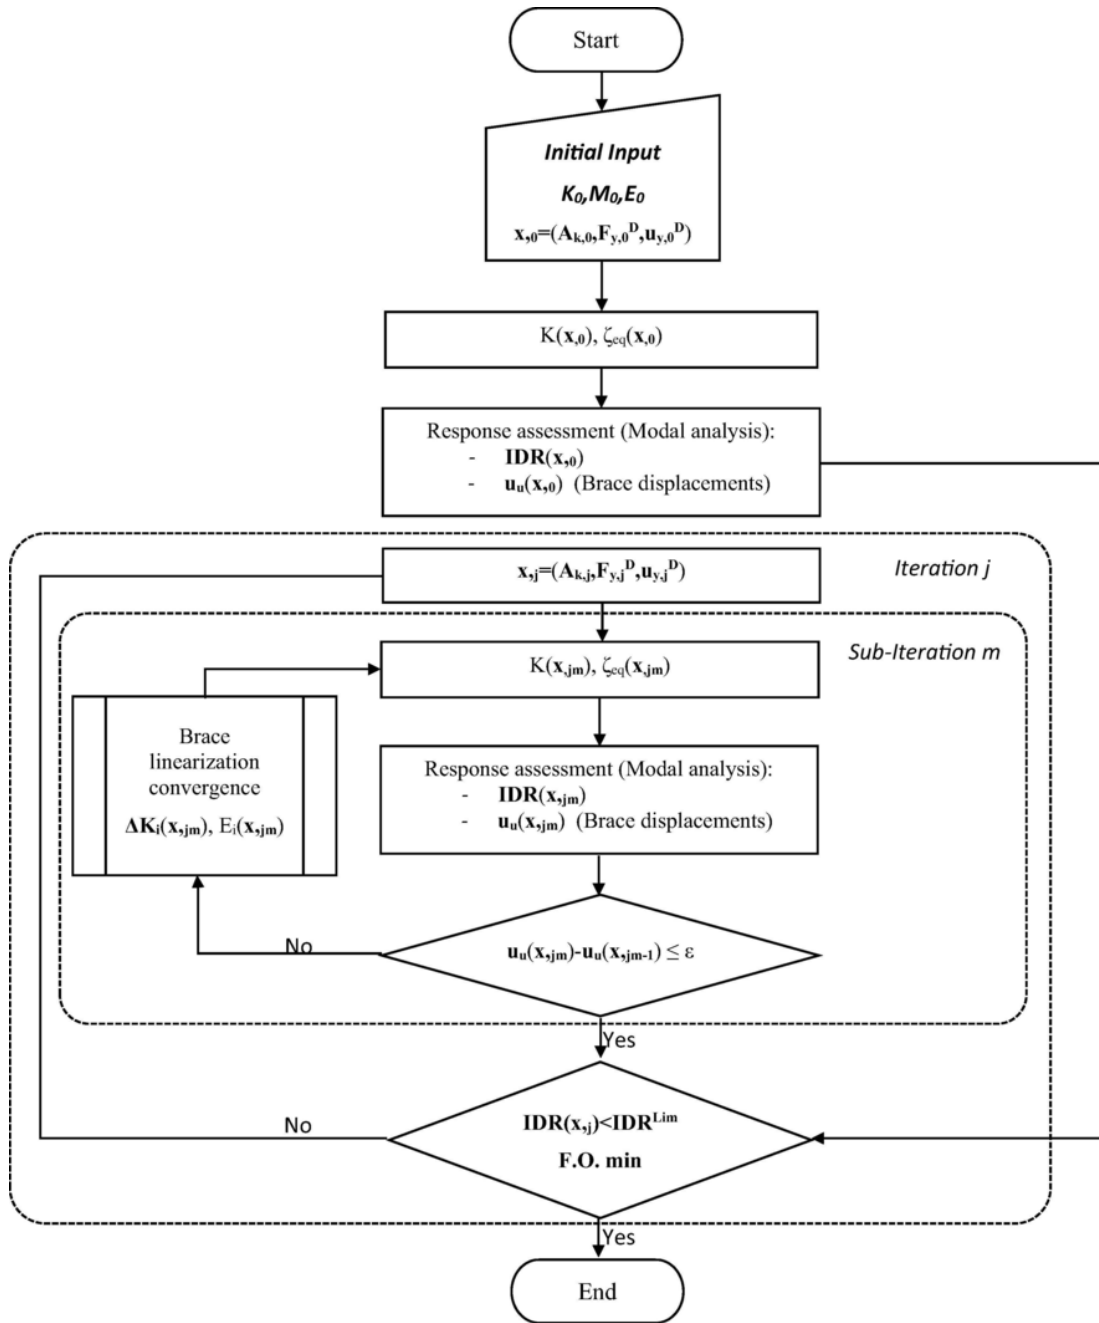 Start
Initial Input
K₀,M₀,E₀
x,₀=(Aₖ,₀,Fy,₀ᴰ,uy,₀ᴰ)
K(x,₀), ζeq(x,₀)
Response assessment (Modal analysis):
- IDR(x,₀)
- uᵤ(x,₀) (Brace displacements)
x,j=(Ak,j,Fy,jᴰ,uy,jᴰ)
Iteration j
Sub-Iteration m
K(x,jm), ζeq(x,jm)
Brace
linearization
convergence
ΔKi(x,jm), Ei(x,jm)
Response assessment (Modal analysis):
- IDR(x,jm)
- uᵤ(x,jm) (Brace displacements)
No
uᵤ(x,jm)-uᵤ(x,jm-1) ≤ ε
Yes
No
IDR(x,j)<IDRᴸⁱᵐ
F.O. min
Yes
End